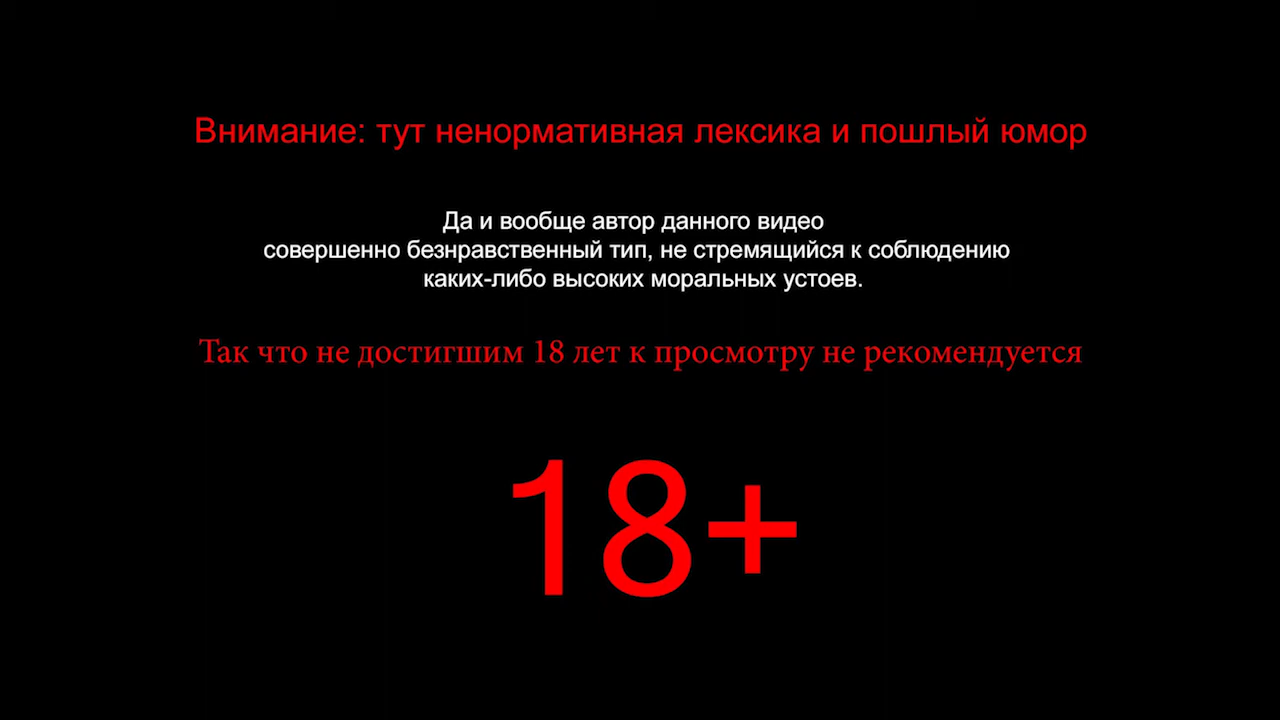 Внимание: тут ненормативная лексика и пошлый юмор
Да и вообще автор данного видео
совершенно безнравственный тип, не стремящийся к соблюдению
каких-либо высоких моральных устоев.
Так что не достигшим 18 лет к просмотру не рекомендуется
18+